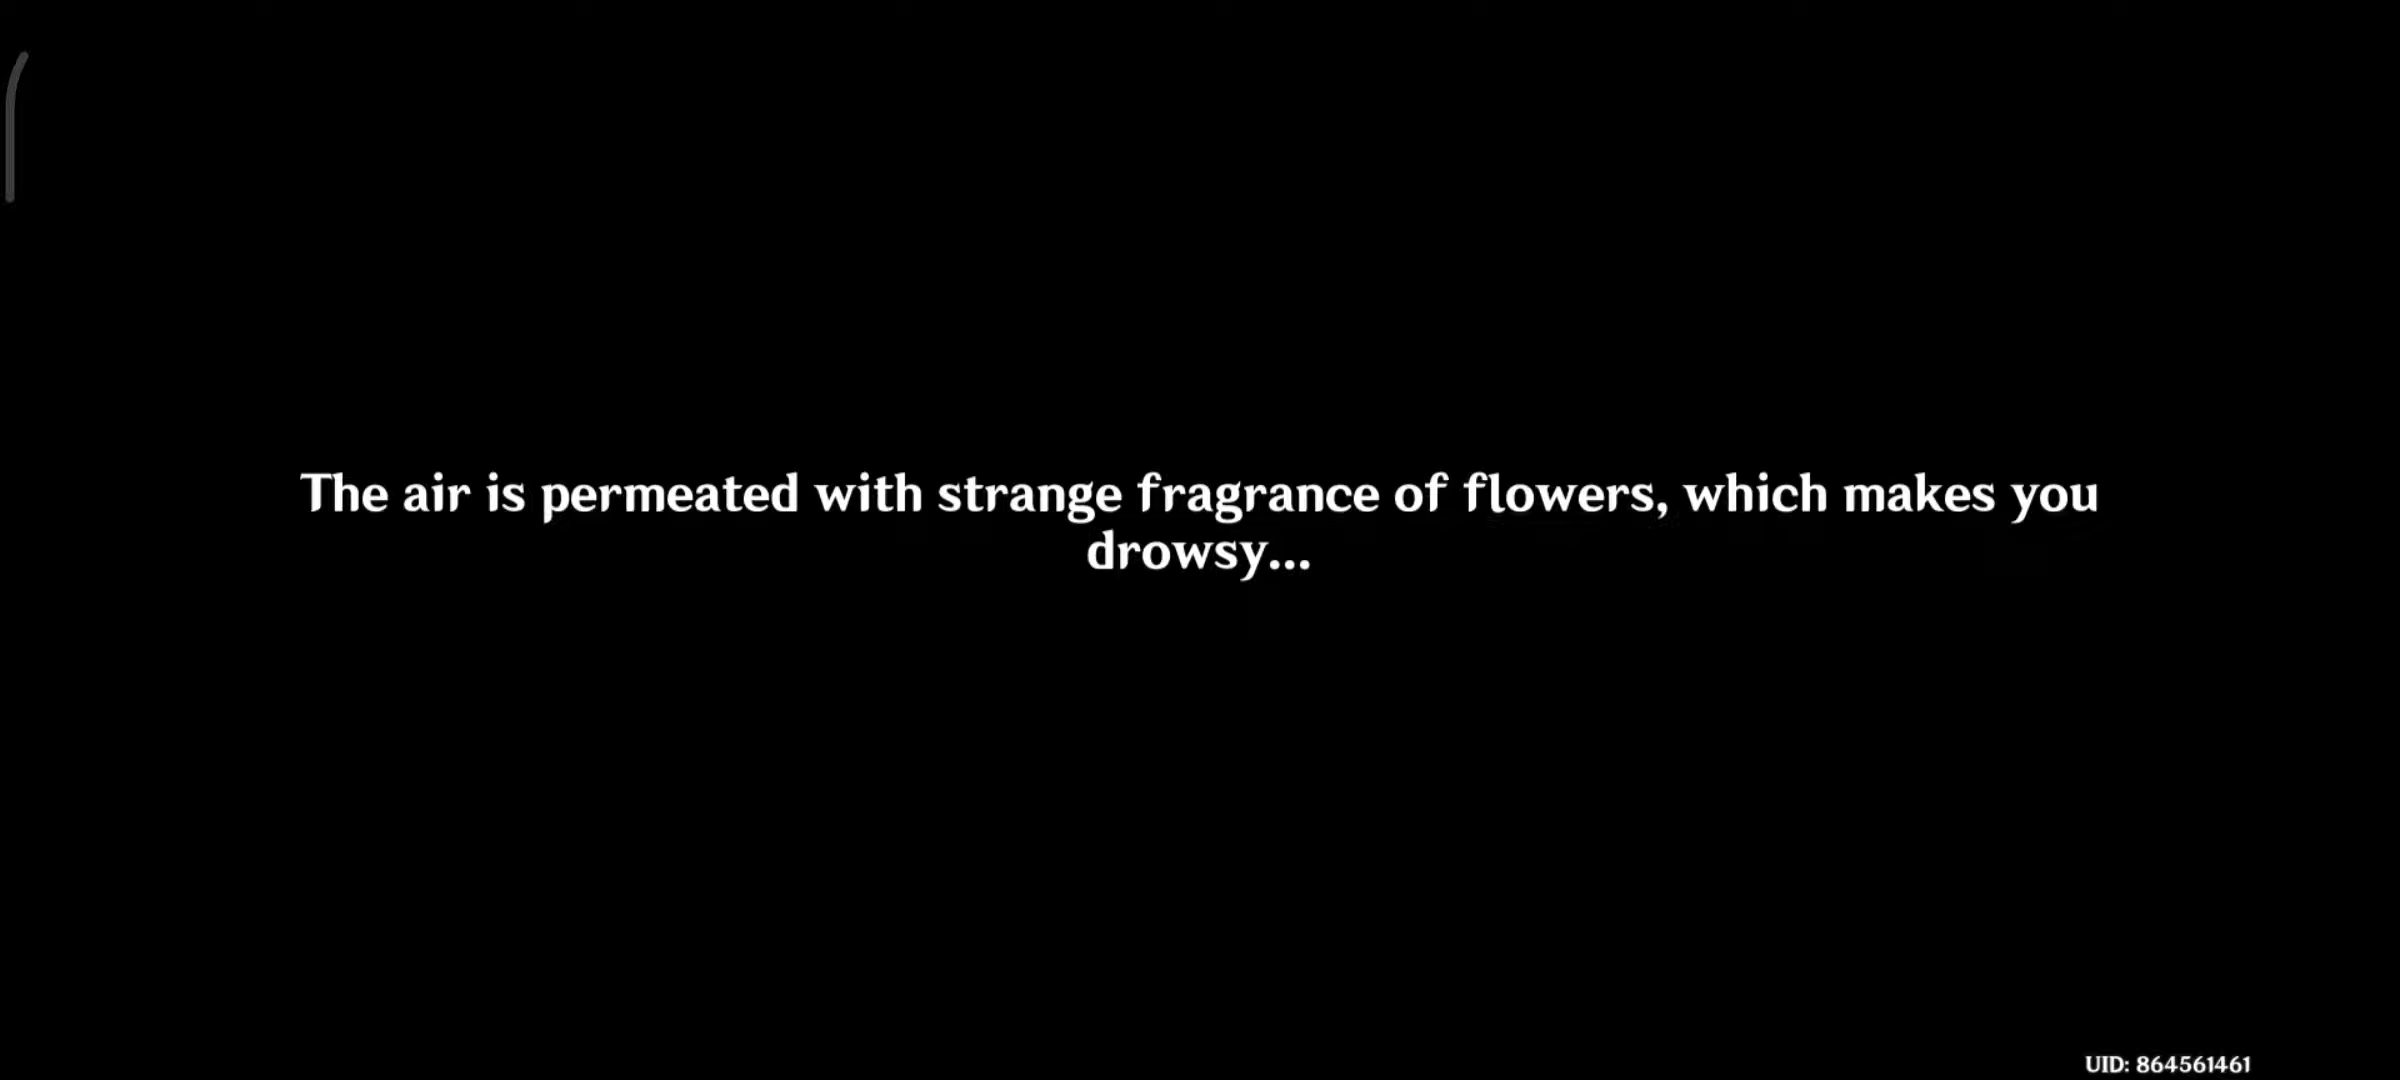 The air is permeated with strange fragrance of flowers, which makes you
drowsy...
UID: 864561461